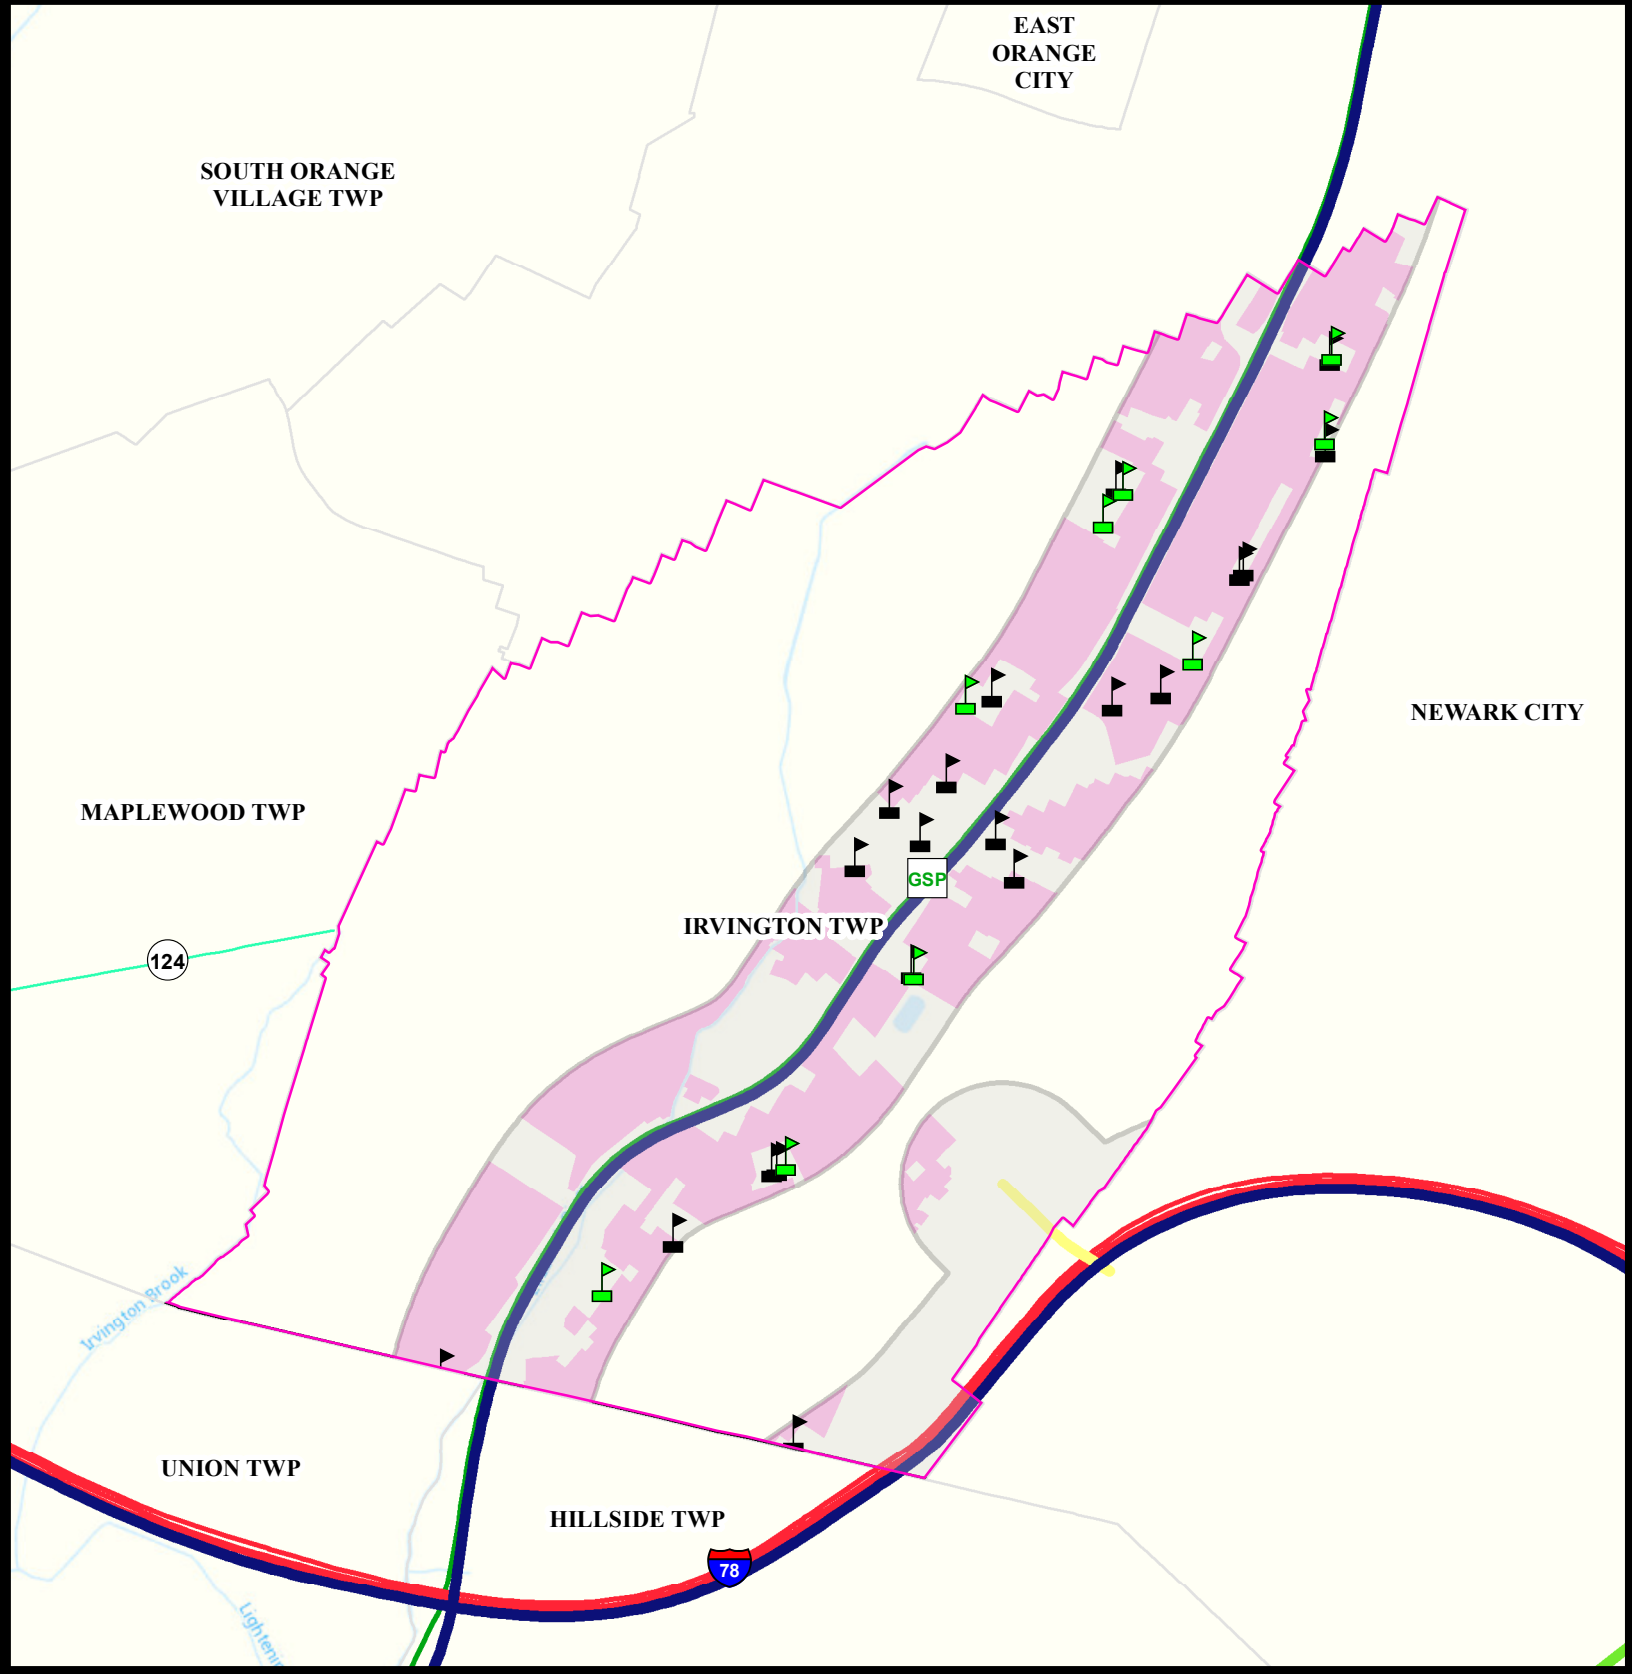 EAST
ORANGE
CITY
SOUTH ORANGE
VILLAGE TWP
NEWARK CITY
MAPLEWOOD TWP
GSP
IRVINGTON TWP
124
Irvington Brook
UNION TWP
HILLSIDE TWP
78